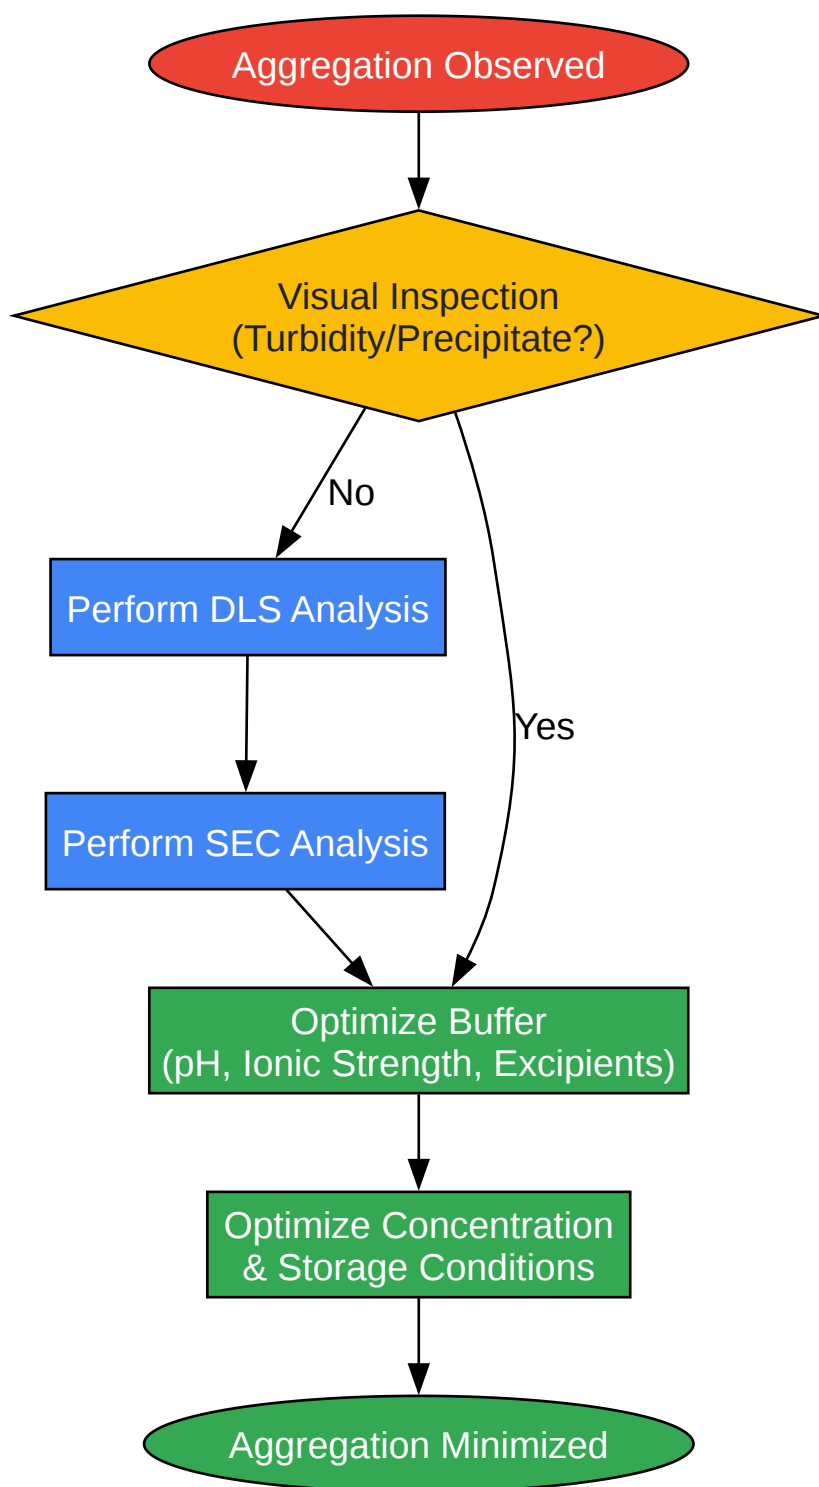 Aggregation Observed
Visual Inspection
(Turbidity/Precipitate?)
No
Perform DLS Analysis
Yes
Perform SEC Analysis
Optimize Buffer
(pH, Ionic Strength, Excipients)
Optimize Concentration
& Storage Conditions
Aggregation Minimized